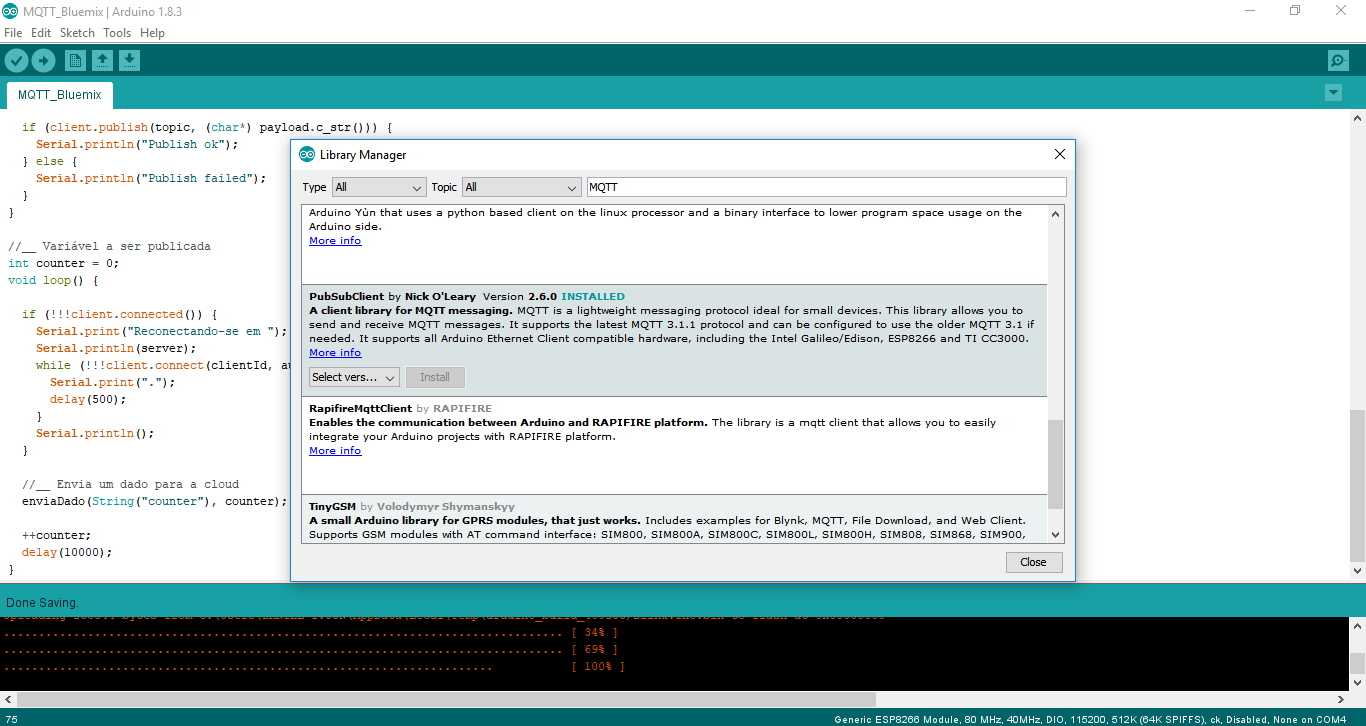 MQTT_Bluemix | Arduino 1.8.3
File Edit Sketch Tools Help
MQTT_Bluemix
if (client.publish(topic, (char*) payload.c_str())) {
Serial.println("Publish ok");
} else {
Serial.println("Publish failed");
}
}
//__ Variável a ser publicada
int counter = 0;
void loop() {
if (!!!client.connected()) {
Serial.print("Reconectando-se em ");
Serial.println(server);
while (!!!client.connect(clientId, au
Serial.print(".");
delay(500);
}
Serial.println();
}
//__ Envia um dado para a cloud
enviaDado(String("counter"), counter);
++counter;
delay(10000);
}
Library Manager
Type All Topic All MQTT
Arduino Yùn that uses a python based client on the linux processor and a binary interface to lower program space usage on the
Arduino side.
More info
PubSubClient by Nick O'Leary Version 2.6.0 INSTALLED
A client library for MQTT messaging. MQTT is a lightweight messaging protocol ideal for small devices. This library allows you to
send and receive MQTT messages. It supports the latest MQTT 3.1.1 protocol and can be configured to use the older MQTT 3.1 if
needed. It supports all Arduino Ethernet Client compatible hardware, including the Intel Galileo/Edison, ESP8266 and TI CC3000.
More info
Select vers... Install
RapifireMqttClient by RAPIFIRE
Enables the communication between Arduino and RAPIFIRE platform. The library is a mqtt client that allows you to easily
integrate your Arduino projects with RAPIFIRE platform.
More info
TinyGSM by Volodymyr Shymanskyy
A small Arduino library for GPRS modules, that just works. Includes examples for Blynk, MQTT, File Download, and Web Client.
Supports GSM modules with AT command interface: SIM800, SIM800A, SIM800C, SIM800L, SIM800H, SIM808, SIM868, SIM900,
Close
Done Saving.
................................................................................ [ 34% ]
................................................................................ [ 69% ]
...................................................................... [ 100% ]
75 Generic ESP8266 Module, 80 MHz, 40MHz, DIO, 115200, 512K (64K SPIFFS), ck, Disabled, None on COM4